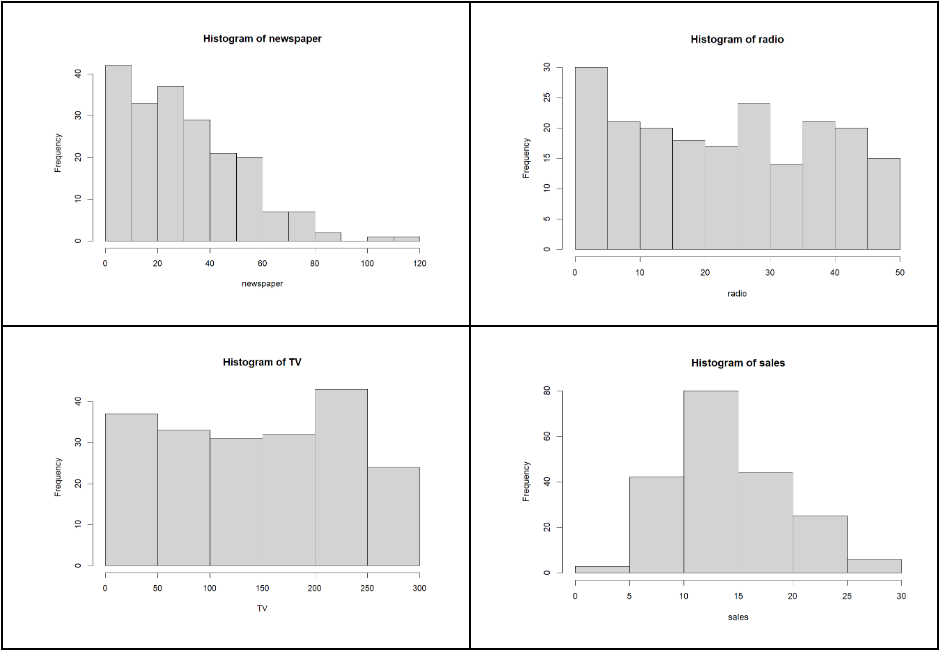 Histogram of newspaper
Frequency
0
10
20
30
40
0 20 40 60 80 100 120
newspaper
Histogram of radio
Frequency
0
5
10
15
20
25
30
0 10 20 30 40 50
radio
Histogram of TV
Frequency
0
10
20
30
40
0 50 100 150 200 250 300
TV
Histogram of sales
Frequency
0
20
40
60
80
0 5 10 15 20 25 30
sales